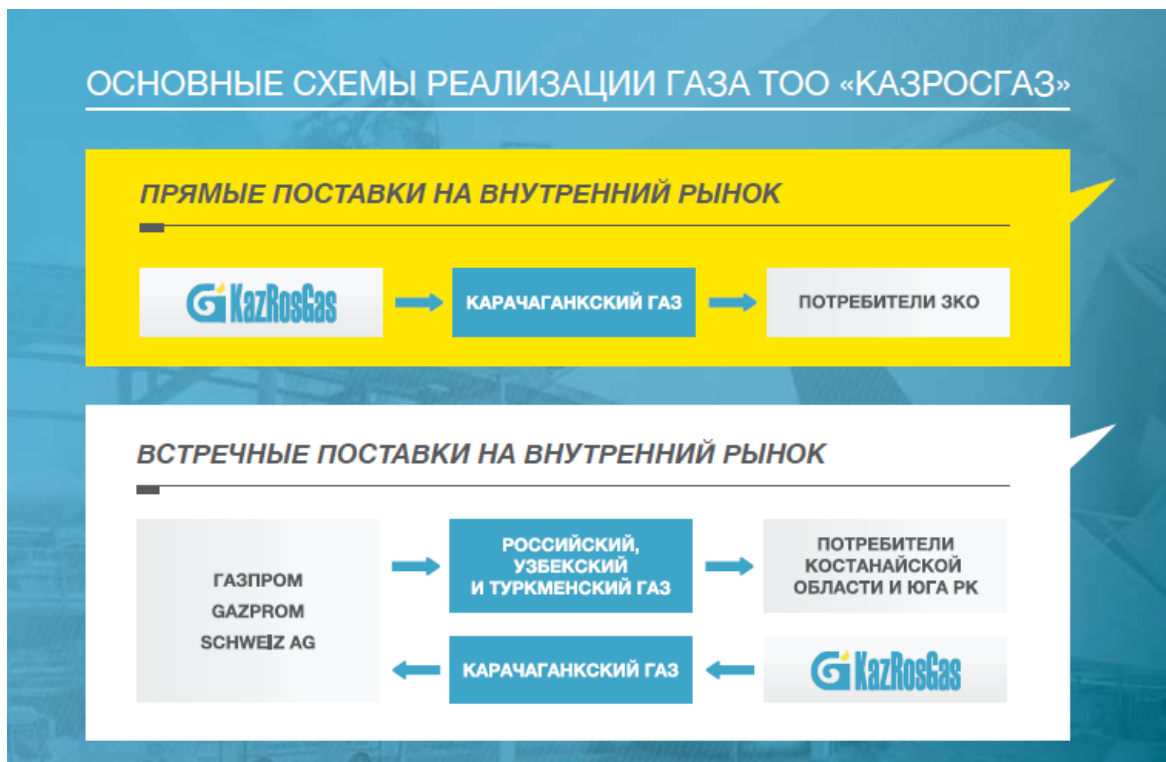 ОСНОВНЫЕ СХЕМЫ РЕАЛИЗАЦИИ ГАЗА ТОО «КАЗРОСГАЗ»
ПРЯМЫЕ ПОСТАВКИ НА ВНУТРЕННИЙ РЫНОК
KazRosGas
КАРАЧАГАНКСКИЙ ГАЗ
ПОТРЕБИТЕЛИ ЗКО
ВСТРЕЧНЫЕ ПОСТАВКИ НА ВНУТРЕННИЙ РЫНОК
ГАЗПРОМ
GAZPROM
SCHWEIZ AG
РОССИЙСКИЙ,
УЗБЕКСКИЙ
И ТУРКМЕНСКИЙ ГАЗ
ПОТРЕБИТЕЛИ
КОСТАНАЙСКОЙ
ОБЛАСТИ И ЮГА РК
КАРАЧАГАНКСКИЙ ГАЗ
KazRosGas